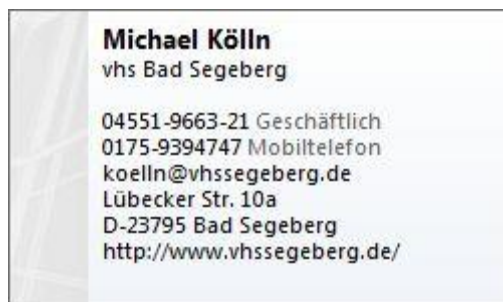 Michael Kölln
vhs Bad Segeberg
04551-9663-21 Geschäftlich
0175-9394747 Mobiltelefon
koelln@vhssegeberg.de
Lübecker Str. 10a
D-23795 Bad Segeberg
http://www.vhssegeberg.de/